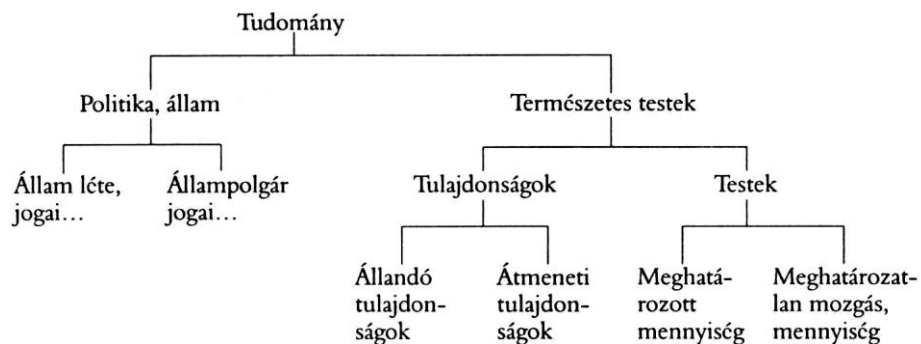 Tudomány
Politika, állam
Természetes testek
Állam léte,
jogai…
Állampolgár
jogai…
Tulajdonságok
Testek
Állandó
tulajdon-
ságok
Átmeneti
tulajdon-
ságok
Meghatá-
rozott
mennyiség
Meghatározat-
lan mozgás,
mennyiség